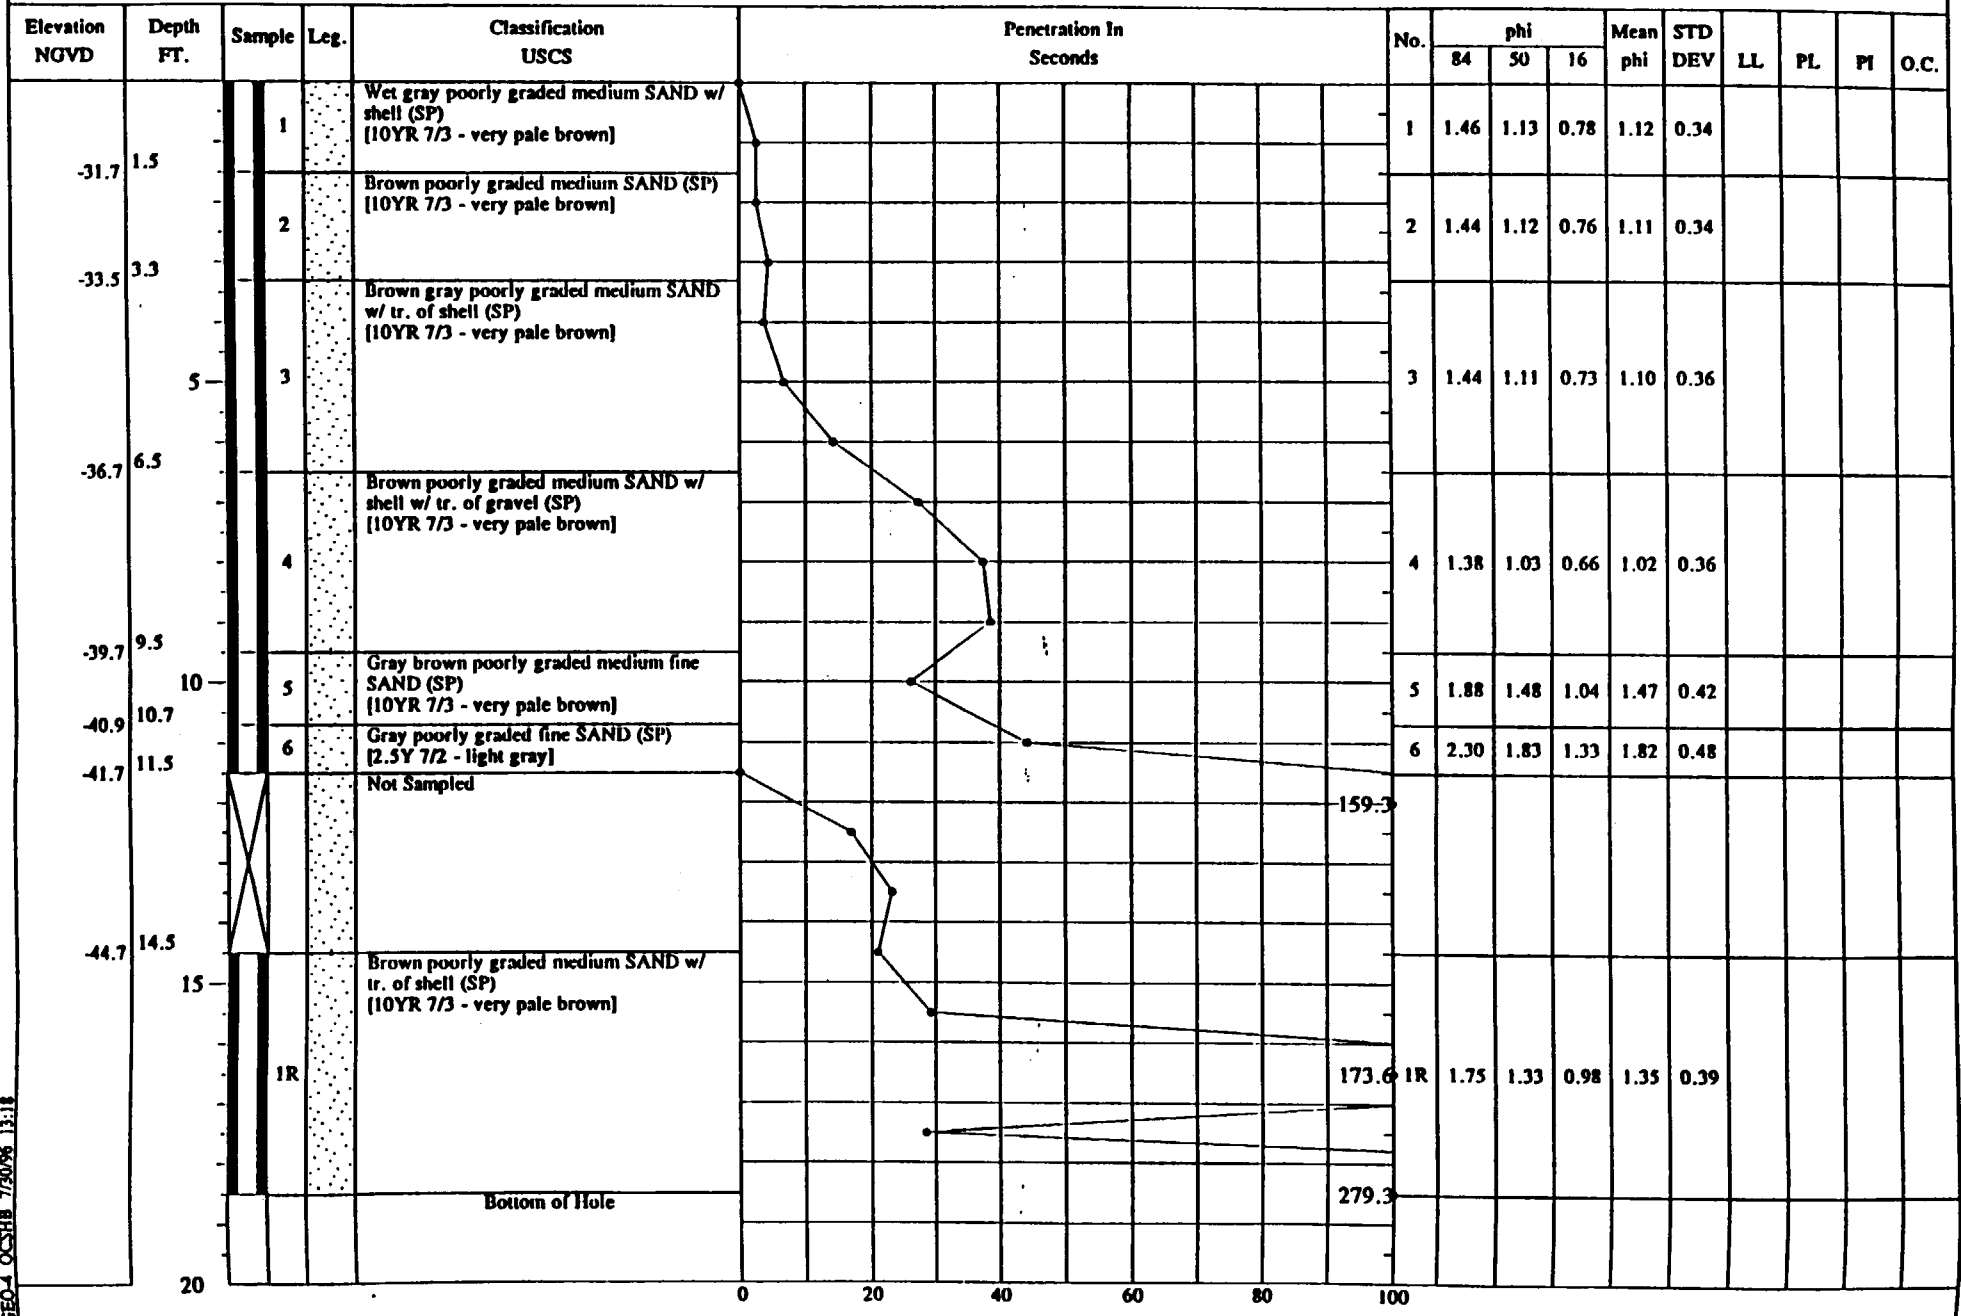 Elevation NGVD
Depth FT.
Sample
Leg.
Classification USCS
Penetration In Seconds
No.
phi
84 50 16
Mean phi
STD DEV
LL PL PI O.C.
1
Wet gray poorly graded medium SAND w/
shell (SP)
[10YR 7/3 - very pale brown]
1 1.46 1.13 0.78 1.12 0.34
-31.7 1.5
2
Brown poorly graded medium SAND (SP)
[10YR 7/3 - very pale brown]
2 1.44 1.12 0.76 1.11 0.34
-33.5 3.3
Brown gray poorly graded medium SAND
w/ tr. of shell (SP)
[10YR 7/3 - very pale brown]
5
3
3 1.44 1.11 0.73 1.10 0.36
-36.7 6.5
Brown poorly graded medium SAND w/
shell w/ tr. of gravel (SP)
[10YR 7/3 - very pale brown]
4
4 1.38 1.03 0.66 1.02 0.36
-39.7 9.5
Gray brown poorly graded medium fine
SAND (SP)
[10YR 7/3 - very pale brown]
10
5
5 1.88 1.48 1.04 1.47 0.42
-40.9 10.7
Gray poorly graded fine SAND (SP)
[2.5Y 7/2 - light gray]
6
6 2.30 1.83 1.33 1.82 0.48
-41.7 11.5
Not Sampled
159.3
-44.7 14.5
Brown poorly graded medium SAND w/
tr. of shell (SP)
[10YR 7/3 - very pale brown]
15
1R
173.6
1R 1.75 1.33 0.98 1.35 0.39
Bottom of Hole
279.3
20
0 20 40 60 80 100
GEO-4 OCSHB 7/30/96 13:18